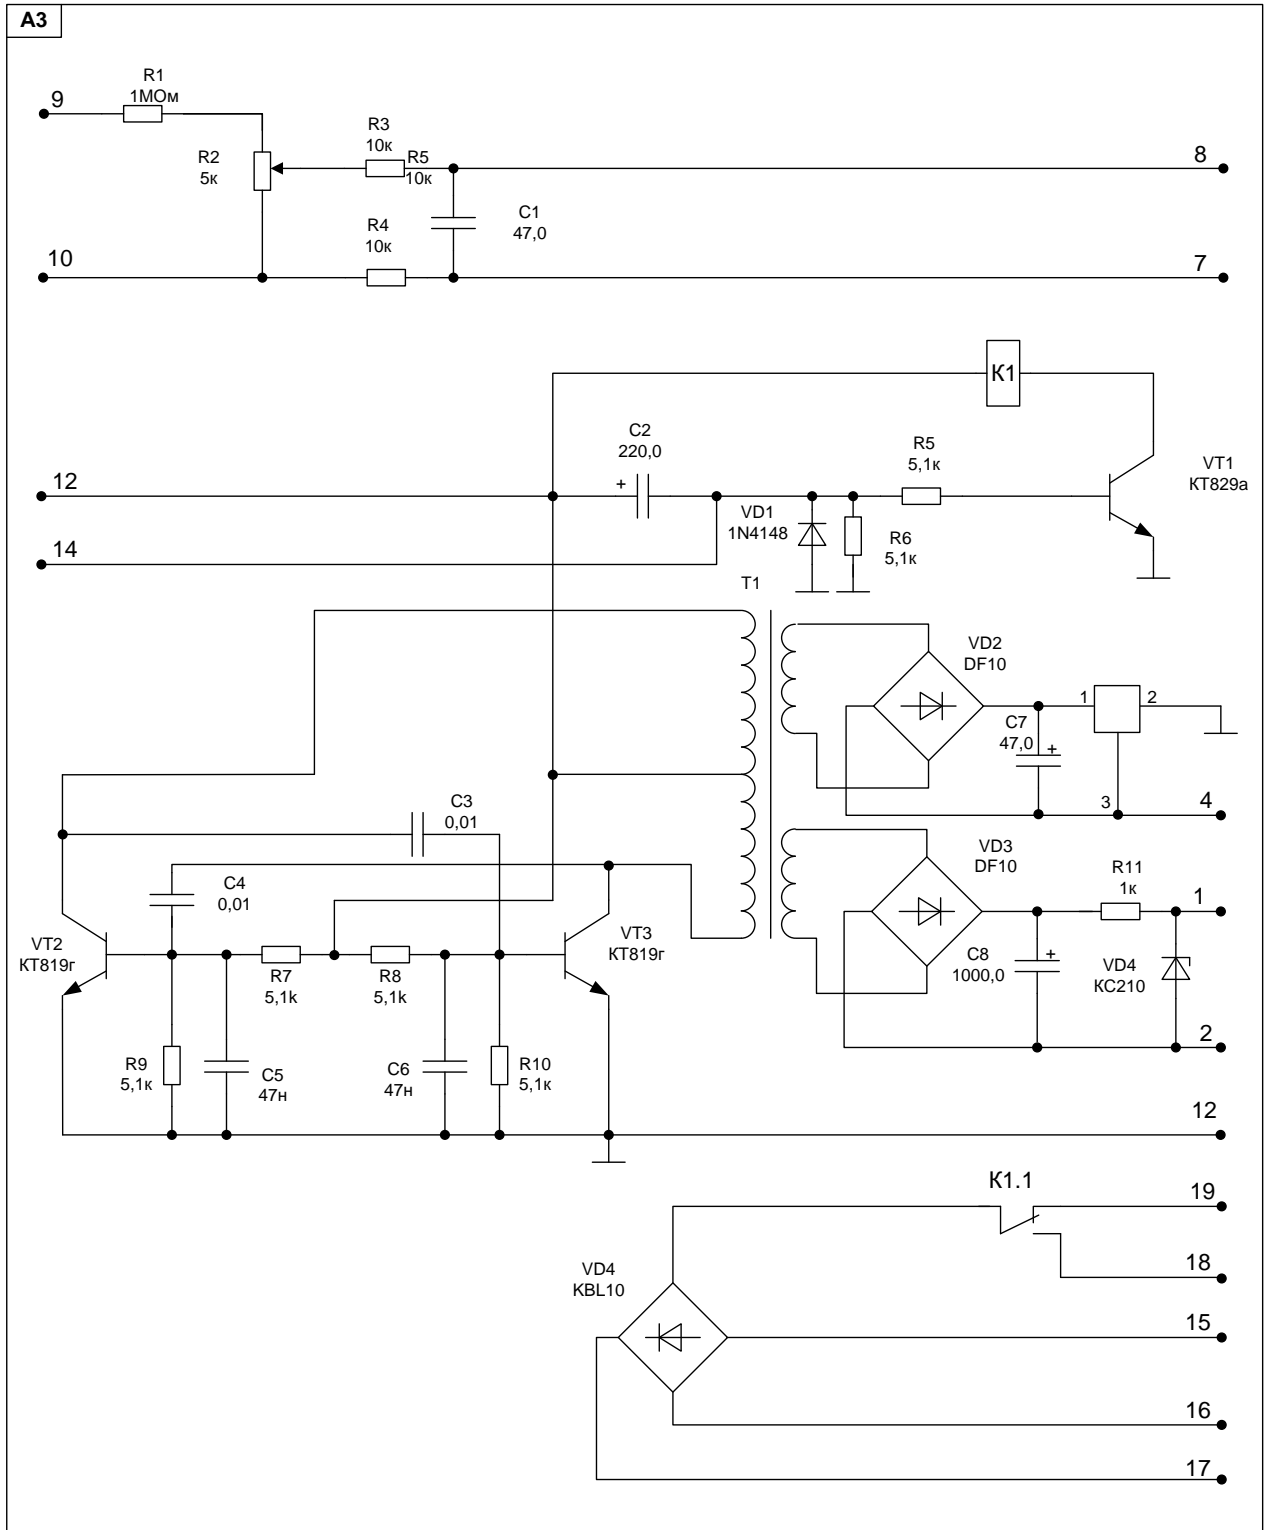 A3
R1
1МОм
9
R3
10к
R5
10к
R2
5к
8
C1
47,0
R4
10к
10
7
К1
C2
220,0
R5
5,1к
VT1
КТ829а
12
+
VD1
1N4148
R6
5,1к
14
T1
VD2
DF10
1
2
C7
47,0
+
3
4
C3
0,01
VD3
DF10
C4
0,01
R11
1к
1
VT2
КТ819г
VT3
КТ819г
R7
5,1k
R8
5,1k
C8
1000,0
+
VD4
КС210
2
R9
5,1к
C5
47н
C6
47н
R10
5,1к
12
К1.1
19
VD4
KBL10
18
15
16
17